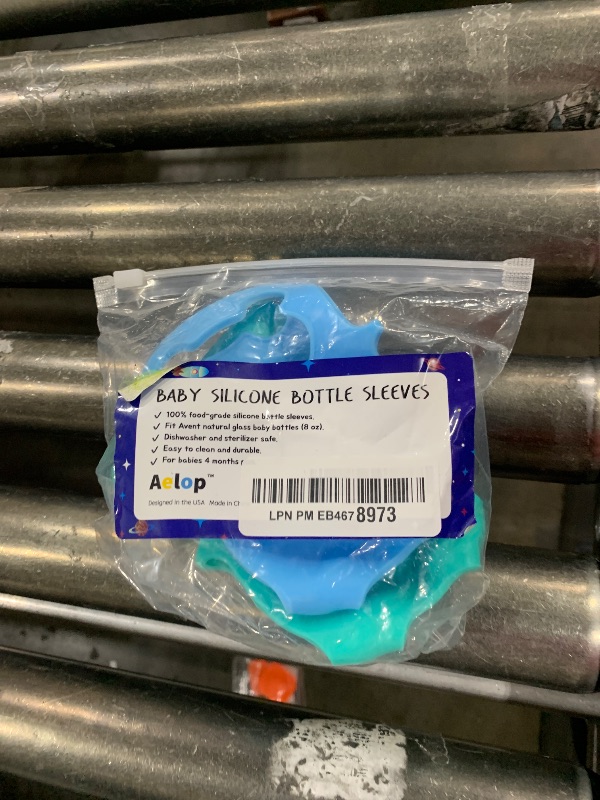 BABY SILICONE BOTTLE SLEEVES
✓ 100% food-grade silicone bottle sleeves.
✓ Fit Avent natural glass baby bottles (8 oz).
✓ Dishwasher and sterilizer safe.
✓ Easy to clean and durable.
✓ For babies 4 months
Aelop™
Designed in the USA Made in Ch
LPN PM EB4678973